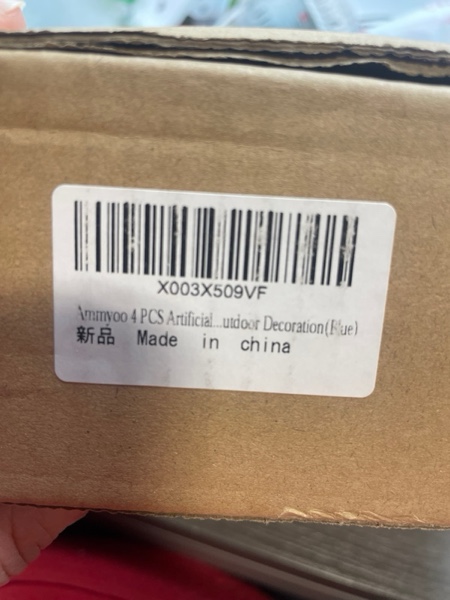 X003X509VF
Ammyoo 4 PCS Artificial...utdoor Decoration(Blue)
新品 Made in china